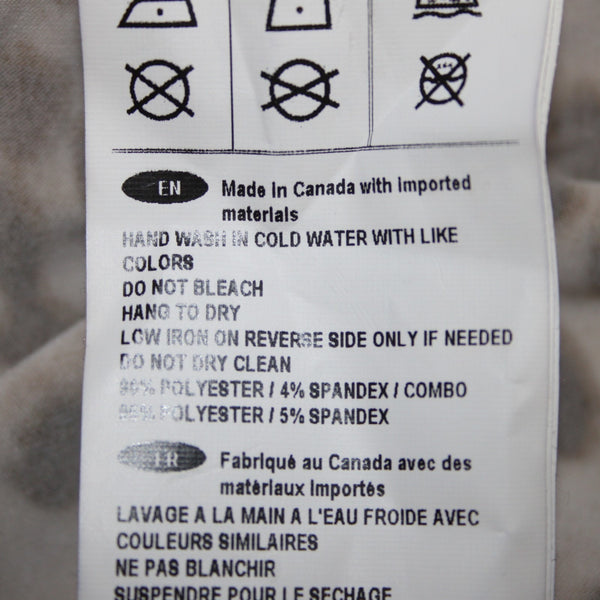 EN Made in Canada with imported
materials
HAND WASH IN COLD WATER WITH LIKE
COLORS
DO NOT BLEACH
HANG TO DRY
LOW IRON ON REVERSE SIDE ONLY IF NEEDED
DO NOT DRY CLEAN
96% POLYESTER / 4% SPANDEX / COMBO
95% POLYESTER / 5% SPANDEX
FR Fabriqué au Canada avec des
matériaux importés
LAVAGE A LA MAIN A L'EAU FROIDE AVEC
COULEURS SIMILAIRES
NE PAS BLANCHIR
SUSPENDRE POUR LE SECHAGE